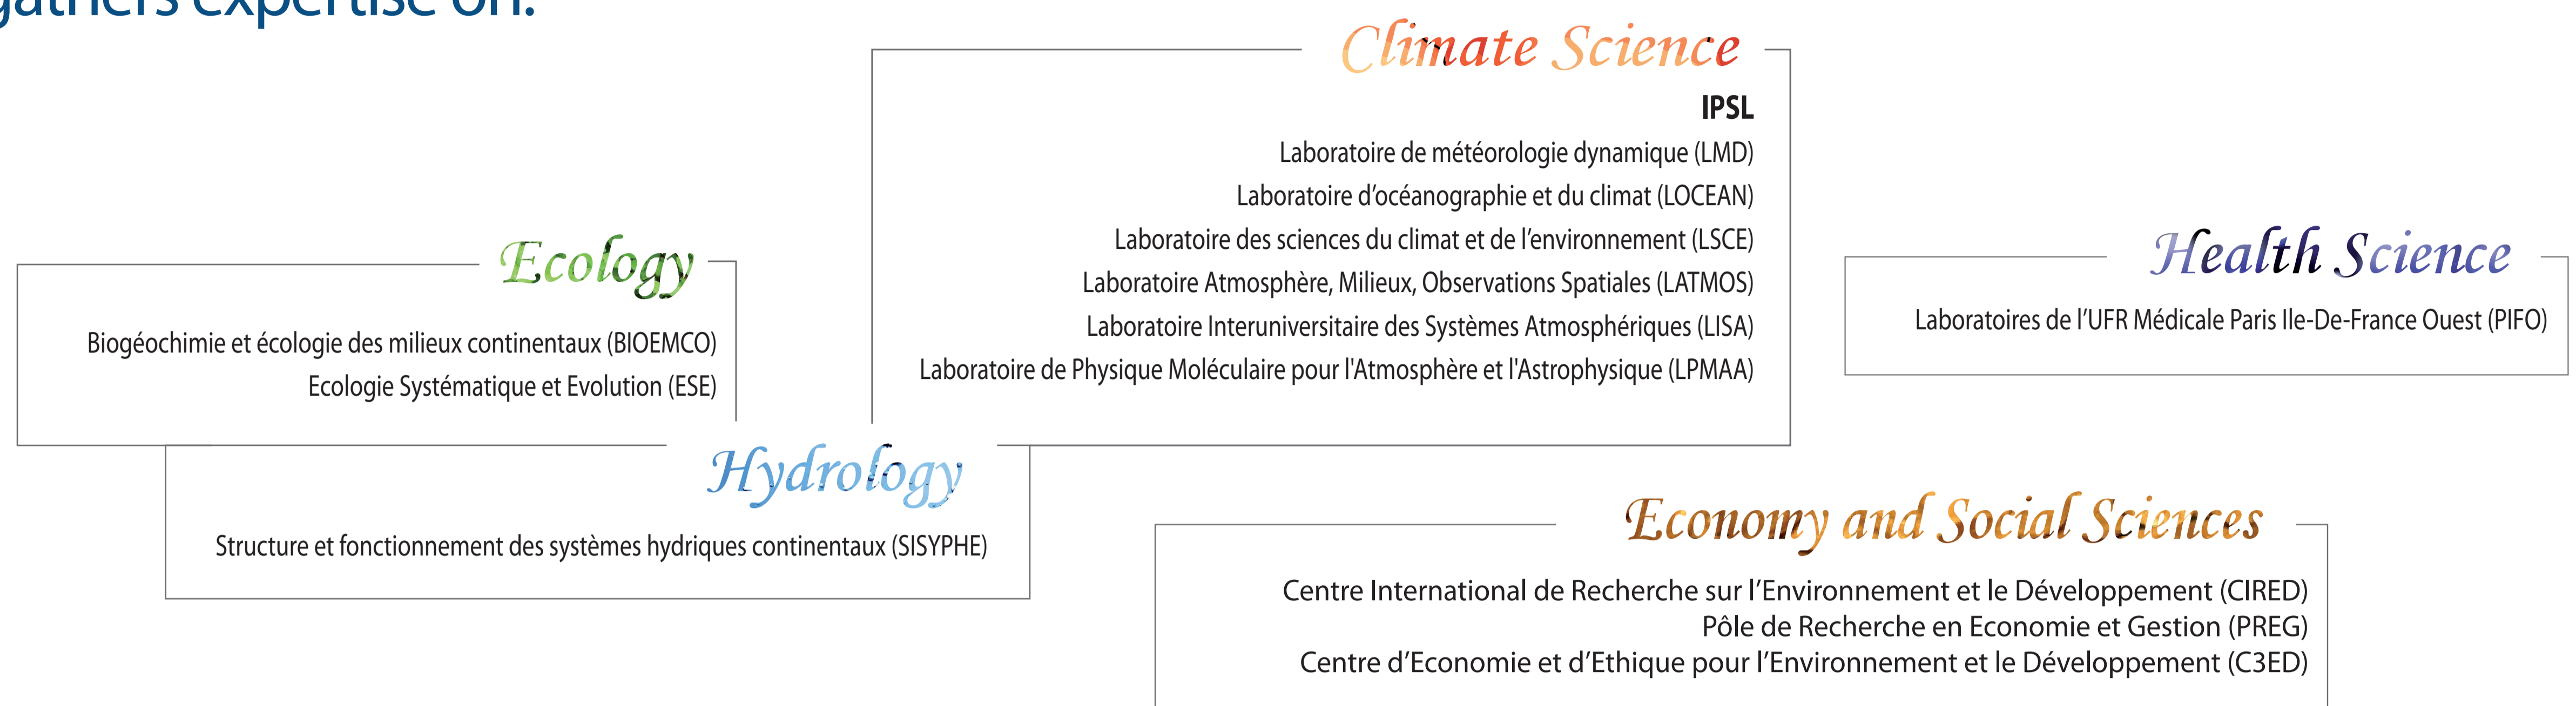 gathers expertise on:
Climate Science
IPSL
Laboratoire de météorologie dynamique (LMD)
Laboratoire d’océanographie et du climat (LOCEAN)
Laboratoire des sciences du climat et de l’environnement (LSCE)
Laboratoire Atmosphère, Milieux, Observations Spatiales (LATMOS)
Laboratoire Interuniversitaire des Systèmes Atmosphériques (LISA)
Laboratoire de Physique Moléculaire pour l'Atmosphère et l'Astrophysique (LPMAA)
Ecology
Biogéochimie et écologie des milieux continentaux (BIOEMCO)
Ecologie Systématique et Evolution (ESE)
Health Science
Laboratoires de l’UFR Médicale Paris Ile-De-France Ouest (PIFO)
Hydrology
Structure et fonctionnement des systèmes hydriques continentaux (SISYPHE)
Economy and Social Sciences
Centre International de Recherche sur l’Environnement et le Développement (CIRED)
Pôle de Recherche en Economie et Gestion (PREG)
Centre d’Economie et d’Ethique pour l’Environnement et le Développement (C3ED)